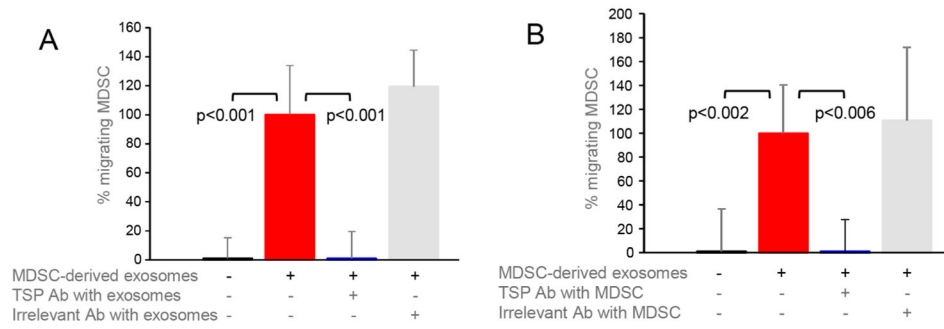 A
% migrating MDSC
160
140
120
100
80
60
40
20
0
p<0.001
p<0.001
MDSC-derived exosomes - + + +
TSP Ab with exosomes - - + -
Irrelevant Ab with exosomes - - - +
B
% migrating MDSC
200
180
160
140
120
100
80
60
40
20
0
p<0.002
p<0.006
MDSC-derived exosomes - + + +
TSP Ab with MDSC - - + -
Irrelevant Ab with MDSC - - - +